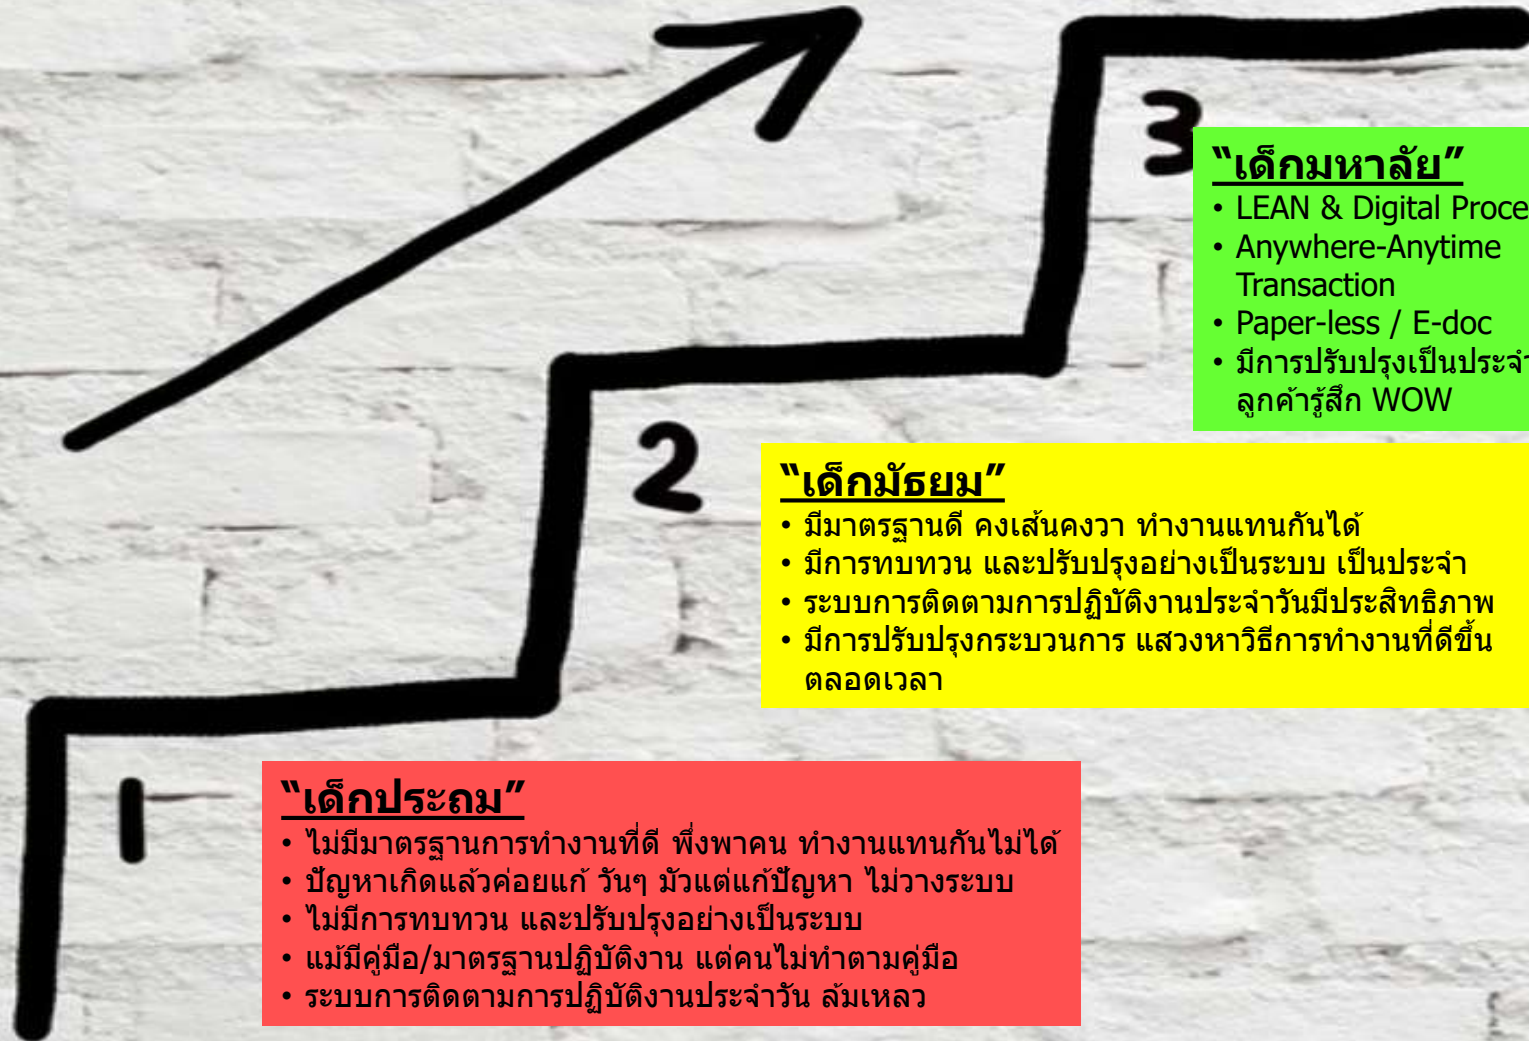 3
“เด็กมหาลัย”
• LEAN & Digital
• Anywhere-Anytime
Transaction
• Paper-less / E-doc
• มีการปรับปรุงเป็นประจำ
ลูกค้ารู้สึก WOW
2
“เด็กมัธยม”
• มีมาตรฐานดี คงเส้นคงวา ทำงานแทนกันได้
• มีการทบทวน และปรับปรุงอย่างเป็นระบบ เป็นประจำ
• ระบบการติดตามการปฏิบัติงานประจำวันมีประสิทธิภาพ
• มีการปรับปรุงกระบวนการ แสวงหาวิธีการทำงานที่ดีขึ้น
ตลอดเวลา
1
“เด็กประถม”
• ไม่มีมาตรฐานการทำงานที่ดี พึ่งพาคน ทำงานแทนกันไม่ได้
• ปัญหาเกิดแล้วค่อยแก้ วันๆ มัวแต่แก้ปัญหา ไม่วางระบบ
• ไม่มีการทบทวน และปรับปรุงอย่างเป็นระบบ
• แม้มีคู่มือ/มาตรฐานปฏิบัติงาน แต่คนไม่ทำตามคู่มือ
• ระบบการติดตามการปฏิบัติงานประจำวัน ล้มเหลว